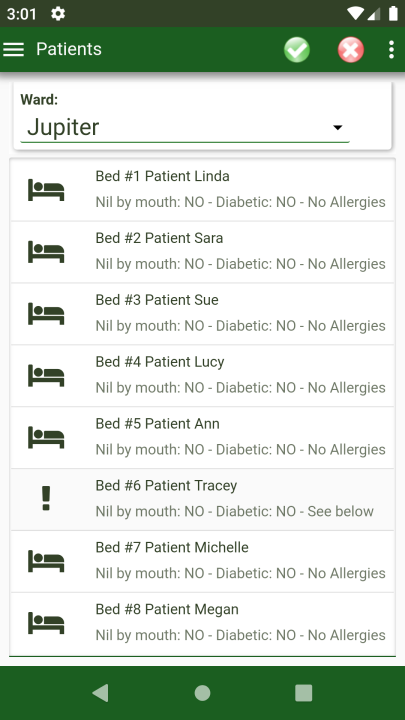 3:01
Patients
Ward:
Jupiter
Bed #1 Patient Linda
Nil by mouth: NO - Diabetic: NO - No Allergies
Bed #2 Patient Sara
Nil by mouth: NO - Diabetic: NO - No Allergies
Bed #3 Patient Sue
Nil by mouth: NO - Diabetic: NO - No Allergies
Bed #4 Patient Lucy
Nil by mouth: NO - Diabetic: NO - No Allergies
Bed #5 Patient Ann
Nil by mouth: NO - Diabetic: NO - No Allergies
Bed #6 Patient Tracey
Nil by mouth: NO - Diabetic: NO - See below
Bed #7 Patient Michelle
Nil by mouth: NO - Diabetic: NO - No Allergies
Bed #8 Patient Megan
Nil by mouth: NO - Diabetic: NO - No Allergies